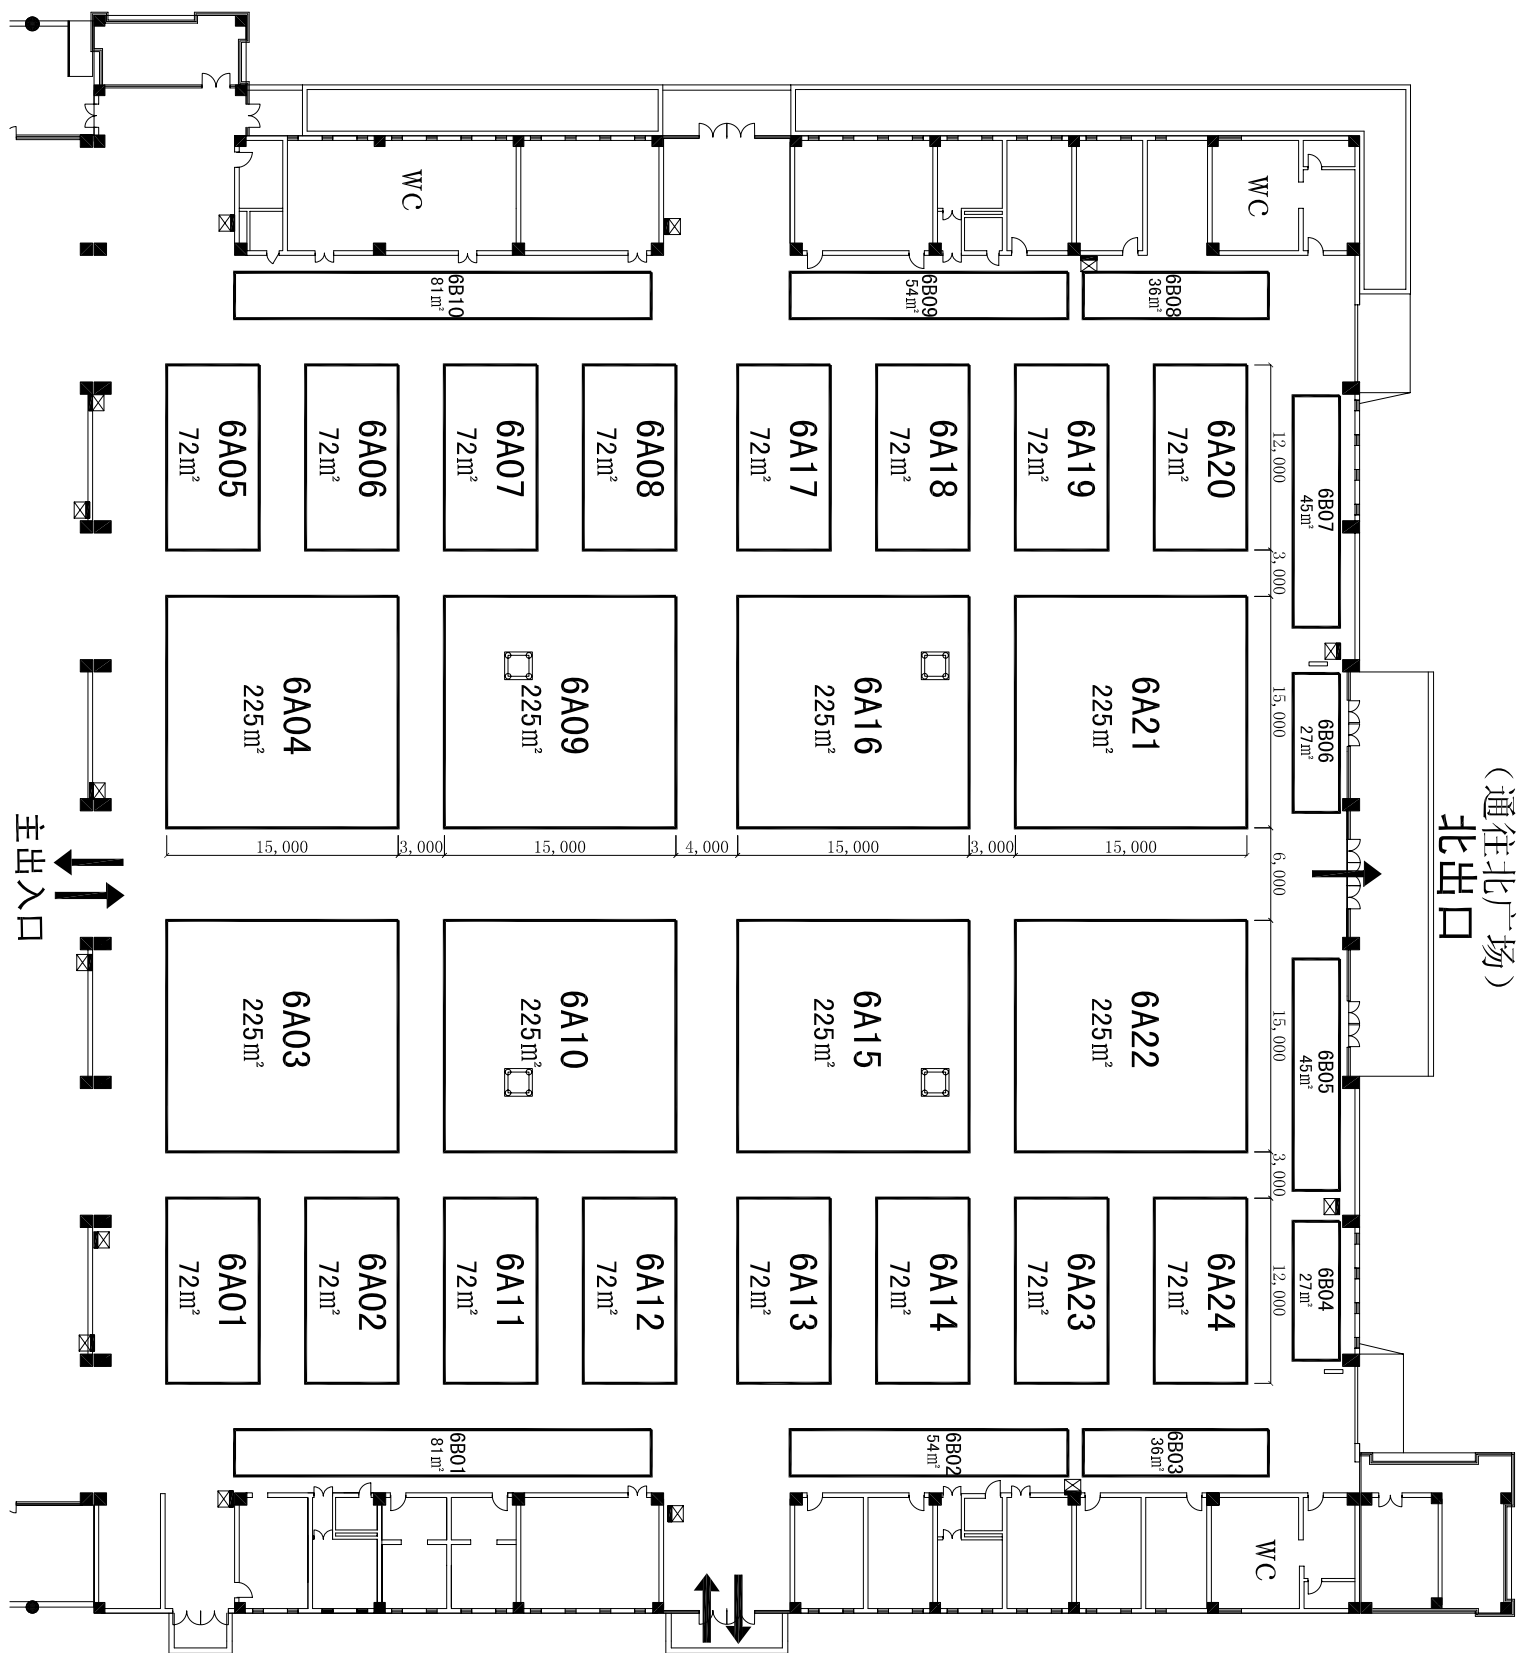 WC
WC
6B10
81m²
6B09
54m²
6B08
36m²
6A05
72m²
6A06
72m²
6A07
72m²
6A08
72m²
6A17
72m²
6A18
72m²
6A19
72m²
6A20
72m²
12,000
6B07
45m²
3,000
6A04
225m²
6A09
225m²
6A16
225m²
6A21
225m²
15,000
6B06
27m²
(通往北广场)
北出口
主出入口
15,000
3,000
15,000
4,000
15,000
3,000
15,000
6,000
6A03
225m²
6A10
225m²
6A15
225m²
6A22
225m²
15,000
6B05
45m²
3,000
6A01
72m²
6A02
72m²
6A11
72m²
6A12
72m²
6A13
72m²
6A14
72m²
6A23
72m²
6A24
72m²
12,000
6B04
27m²
6B01
81m²
6B02
54m²
6B03
36m²
WC